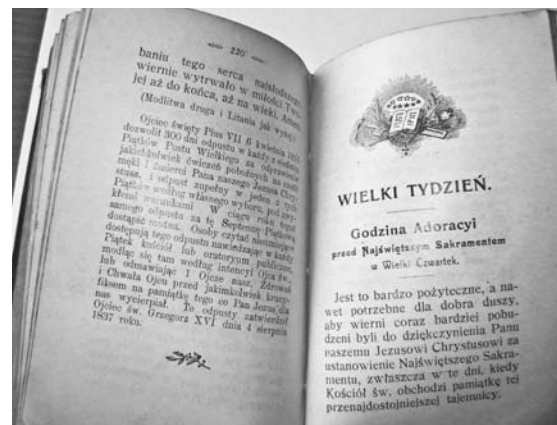 220
baniu tego serca najsłodszego
wiernie wytrwało w miłości Two-
jej aż do końca, aż na wieki. Amen.
(Modlitwa druga i Litania jak wyżej).
Ojciec święty Pius VII 6 kwietnia
dozwolił 300 dni odpustu w każdy z siedmiu
Piątków Postu Wielkiego za odprawienie
jakichkolwiek ćwiczeń pobożnych na cześć
męki i śmierci Pana naszego Jezusa Chry-
stusa, i odpust zupełny w jeden z tych
Piątków według własnego wyboru, pod zwy-
kłemi warunkami. W ciągu roku tegoż
samego odpustu za tę Septennę Piątkową
dostąpić można. Osoby czytać nieumiejące
dostępują tego odpustu nawiedzając w każdy
Piątek kościół lub oratoryum publiczne,
modląc się tam według intencyi Ojca św.,
lub odmawiając 1 Ojcze nasz, Zdrowaś
i Chwała Ojcu przed jakimkolwiek krucy-
fiksem na pamiątkę tego co Pan Jezus dla
nas wycierpiał. Te odpusty zatwierdził
Ojciec św. Grzegorz XVI dnia 4 sierpnia
1837 roku.
WIELKI TYDZIEŃ.
Godzina Adoracyi
przed Najświętszym Sakramentem
w Wielki Czwartek.
Jest to bardzo pożyteczne, a na-
wet potrzebne dla dobra duszy,
aby wierni coraz bardziej pobu-
dzeni byli do dziękczynienia Panu
naszemu Jezusowi Chrystusowi za
ustanowienie Najświętszego Sakra-
mentu, zwłaszcza w te dni, kiedy
Kościół św. obchodzi pamiątkę tej
przenajdostojniejszej tajemnicy.